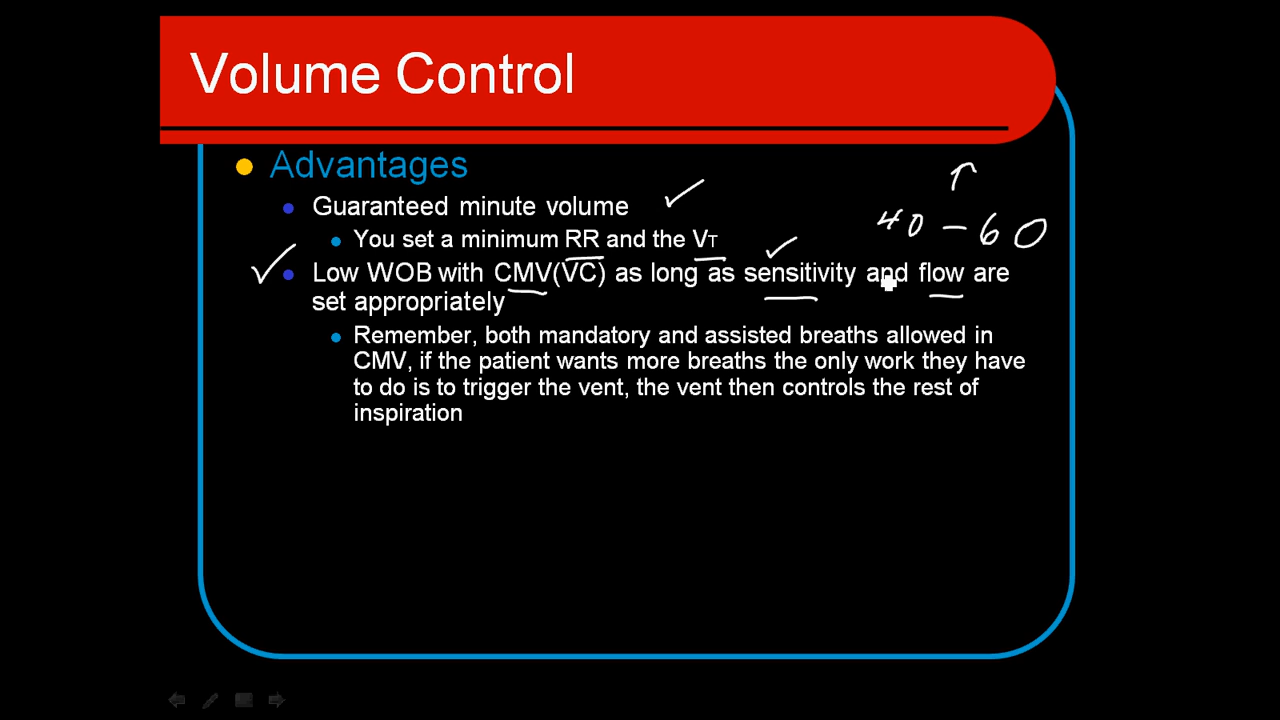 Volume Control
Advantages
Guaranteed minute volume
40 - 60
You set a minimum RR and the VT
Low WOB with CMV(VC) as long as sensitivity and flow are
set appropriately
Remember, both mandatory and assisted breaths allowed in
CMV, if the patient wants more breaths the only work they have
to do is to trigger the vent, the vent then controls the rest of
inspiration